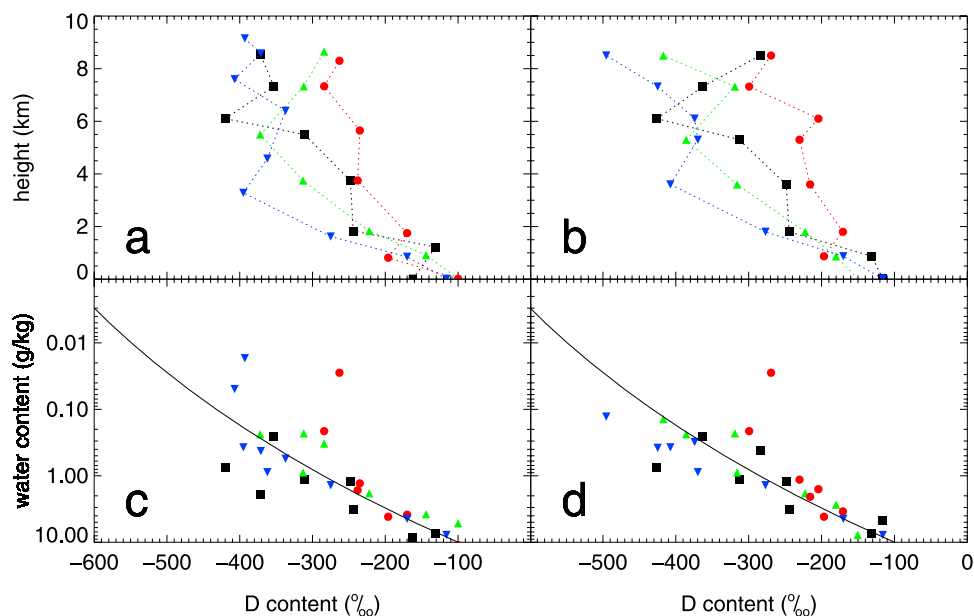 10
8
6
4
2
0
height (km)
a
b
0.01
0.10
1.00
10.00
water content (g/kg)
c
d
−600 −500 −400 −300 −200 −100
−500 −400 −300 −200 −100 0
D content (‰)
D content (‰)